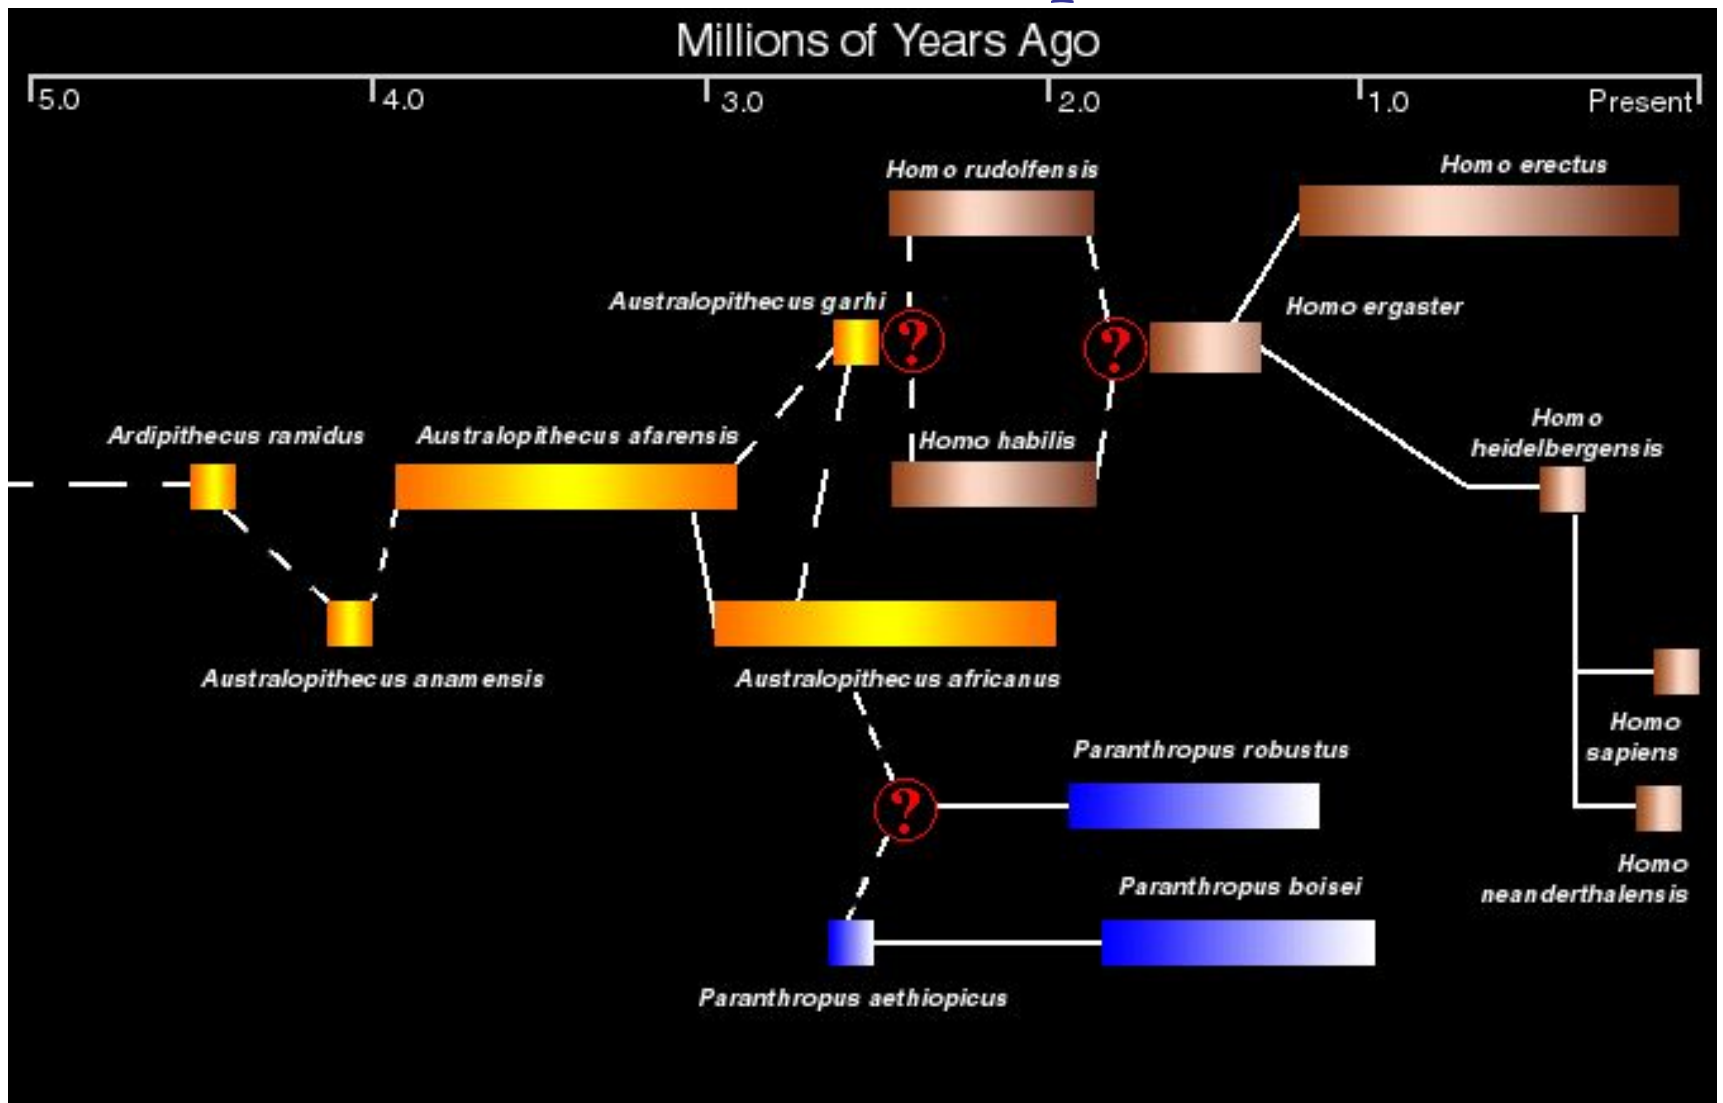 Millions of Years Ago
5.0 4.0 3.0 2.0 1.0 Present
Homo rudolfensis
Homo erectus
Australopithecus garhi
Homo ergaster
?
?
Ardipithecus ramidus
Australopithecus afarensis
Homo habilis
Homo
heidelbergensis
Australopithecus anamensis
Australopithecus africanus
Homo
sapiens
Paranthropus robustus
?
Paranthropus boisei
Homo
neanderthalensis
Paranthropus aethiopicus